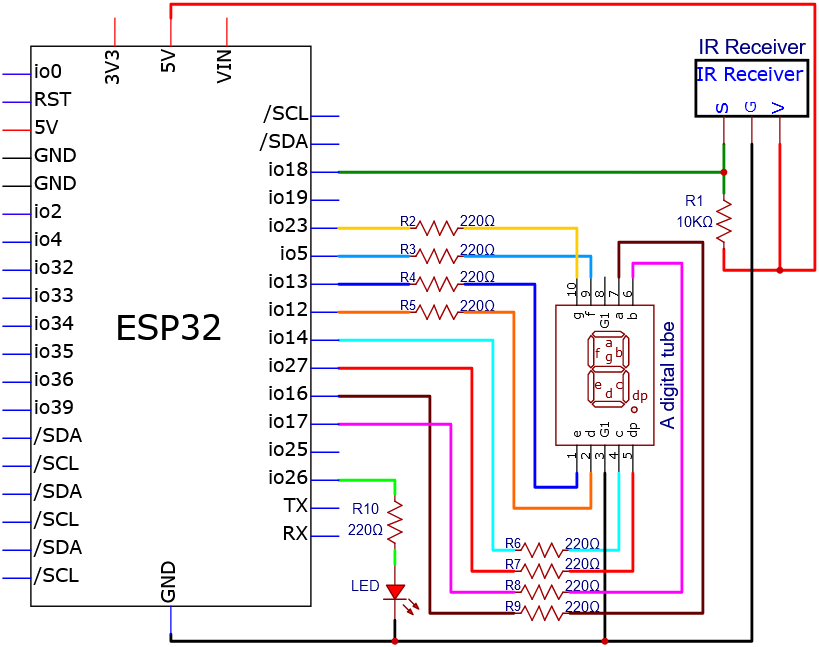 3V3
5V
VIN
io0
RST
5V
GND
GND
io2
io4
io32
io33
io34
io35
io36
io39
/SDA
/SCL
/SDA
/SCL
/SDA
/SCL
ESP32
GND
/SCL
/SDA
io18
io19
io23
io5
io13
io12
io14
io27
io16
io17
io25
io26
TX
RX
IR Receiver
IR Receiver
S G V
R1
10KΩ
R2 220Ω
R3 220Ω
R4 220Ω
R5 220Ω
10 9 8 7 6
g f G1 a b
a
f g b
e d c
dp
A digital tube
e d G1 c dp
1 2 3 4 5
R10
220Ω
LED
R6 220Ω
R7 220Ω
R8 220Ω
R9 220Ω